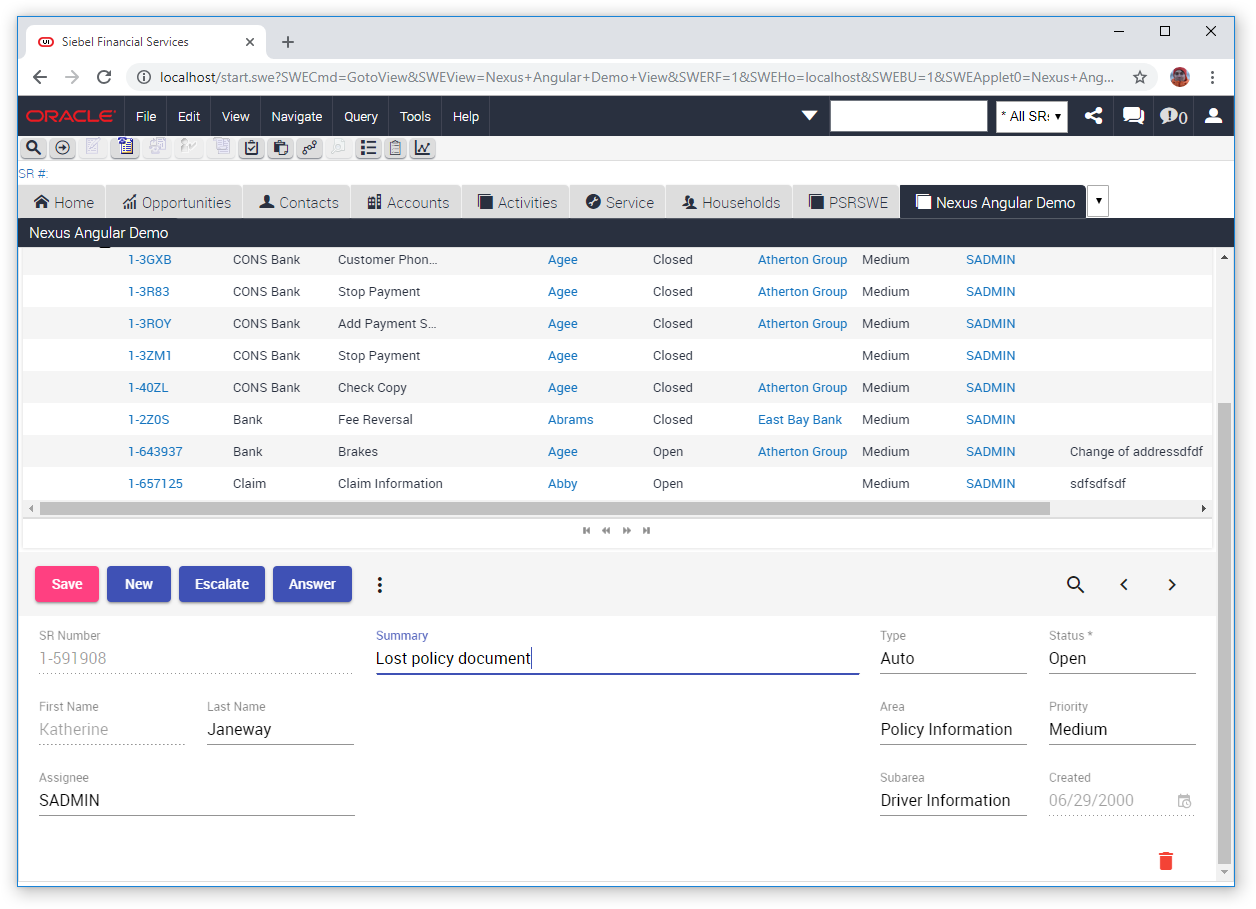 Siebel Financial Services
localhost/start.swe?SWECmd=GotoView&SWEView=Nexus+Angular+Demo+View&SWERF=1&SWEHo=localhost&SWEBU=1&SWEApplet0=Nexus+Ang...
ORACLE File Edit View Navigate Query Tools Help * All SRs 0
SR #:
Home Opportunities Contacts Accounts Activities Service Households PSRSWE Nexus Angular Demo
Nexus Angular Demo
1-3GXB CONS Bank Customer Phon... Agee Closed Atherton Group Medium SADMIN
1-3R83 CONS Bank Stop Payment Agee Closed Atherton Group Medium SADMIN
1-3ROY CONS Bank Add Payment S... Agee Closed Atherton Group Medium SADMIN
1-3ZM1 CONS Bank Stop Payment Agee Closed Medium SADMIN
1-40ZL CONS Bank Check Copy Agee Closed Atherton Group Medium SADMIN
1-2Z0S Bank Fee Reversal Abrams Closed East Bay Bank Medium SADMIN
1-643937 Bank Brakes Agee Open Atherton Group Medium SADMIN Change of addressdfdf
1-657125 Claim Claim Information Abby Open Medium SADMIN sdfsdfsdf
Save New Escalate Answer
SR Number Summary Type Status *
1-591908 Lost policy document Auto Open
First Name Last Name Area Priority
Katherine Janeway Policy Information Medium
Assignee Subarea Created
SADMIN Driver Information 06/29/2000